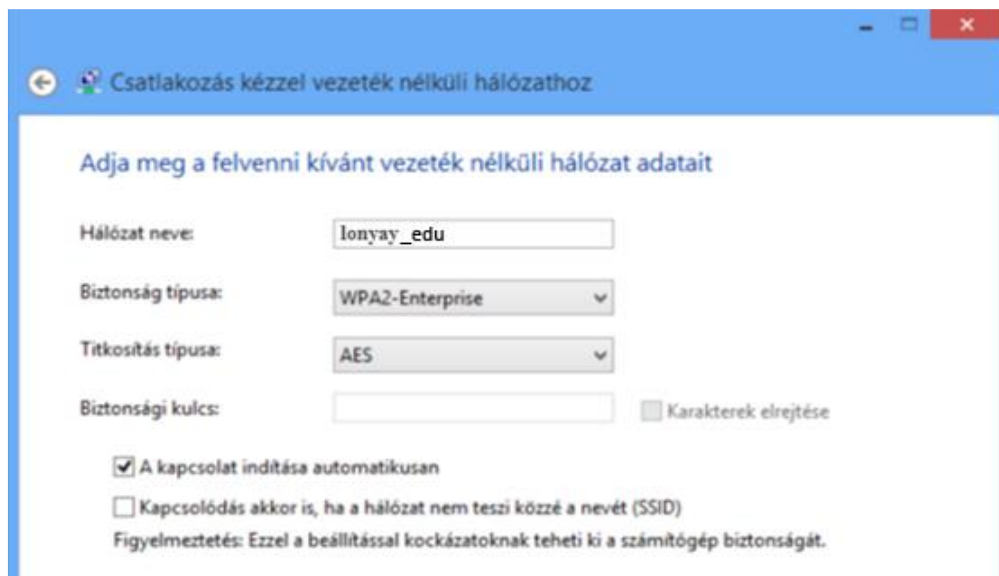 Csatlakozás kézzel vezeték nélküli hálózathoz
Adja meg a felvenni kívánt vezeték nélküli hálózat adatait
Hálózat neve: lonyay_edu
Biztonság típusa: WPA2-Enterprise
Titkosítás típusa: AES
Biztonsági kulcs: Karakterek elrejtése
A kapcsolat indítása automatikusan
Kapcsolódás akkor is, ha a hálózat nem teszi közzé a nevét (SSID)
Figyelmeztetés: Ezzel a beállítással kockázatoknak teheti ki a számítógép biztonságát.